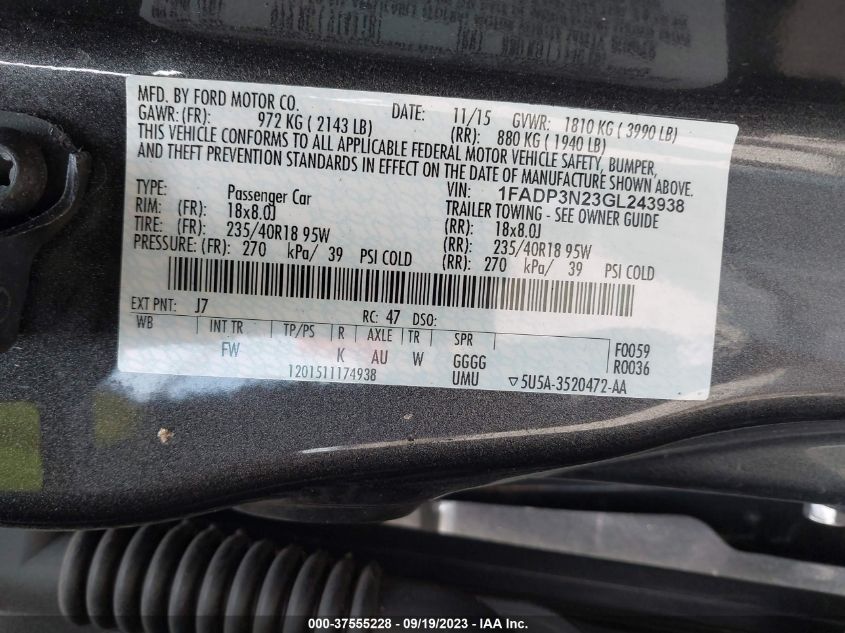 MFD. BY FORD MOTOR CO. DATE: 11/15 GVWR: 1810 KG ( 3990 LB)
GAWR: (FR): 972 KG ( 2143 LB) (RR): 880 KG ( 1940 LB)
THIS VEHICLE CONFORMS TO ALL APPLICABLE FEDERAL MOTOR VEHICLE SAFETY, BUMPER,
AND THEFT PREVENTION STANDARDS IN EFFECT ON THE DATE OF MANUFACTURE SHOWN ABOVE.
VIN: 1FADP3N23GL243938
TYPE: Passenger Car TRAILER TOWING - SEE OWNER GUIDE
RIM: (FR): 18x8.0J (RR): 18x8.0J
TIRE: (FR): 235/40R18 95W (RR): 235/40R18 95W
PRESSURE: (FR): 270 kPa/ 39 PSI COLD (RR): 270 kPa/ 39 PSI COLD
EXT PNT: J7 RC: 47 DSO:
WB INT TR TP/PS R AXLE TR SPR F0059
FW K AU W GGGG R0036
1201511174938 UMU ▽5U5A-3520472-AA
000-37555228 - 09/19/2023 - IAA Inc.